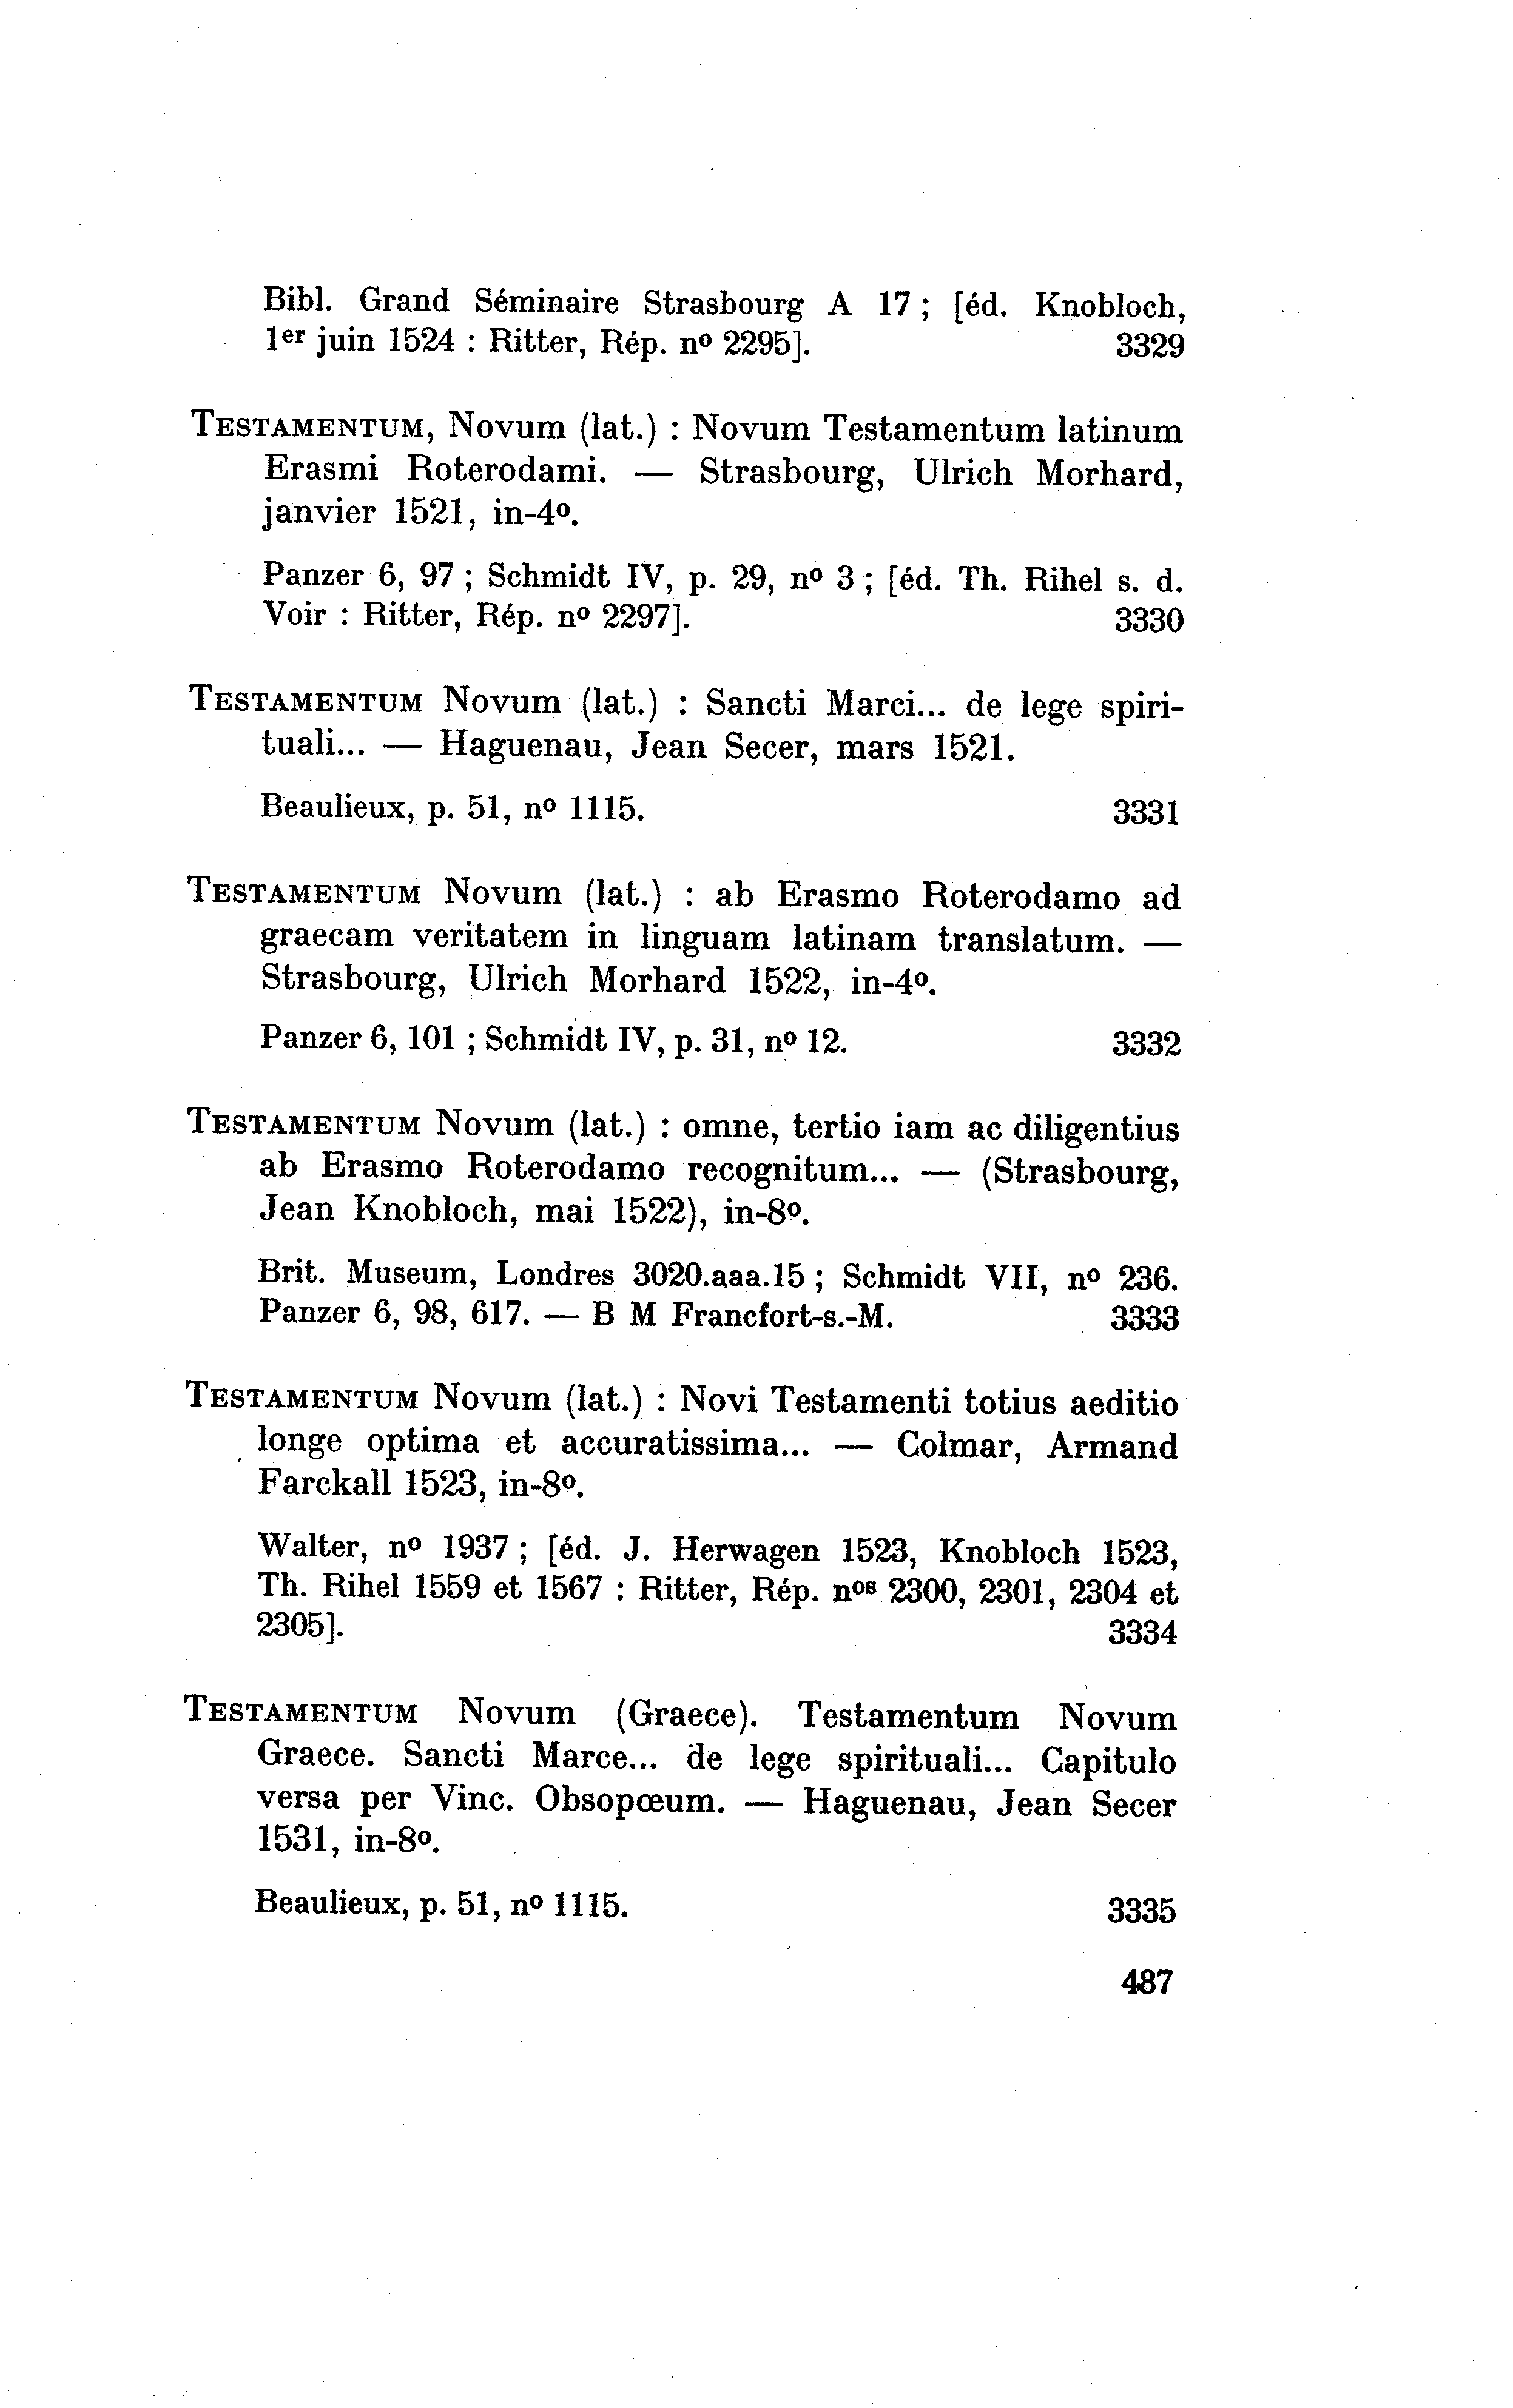 Bibl. Grand Séminaire Strasbourg A 17 ; [éd. Knobloch,
1er juin 1524 : Ritter, Rép. nº 2295]. 3329
TESTAMENTUM, Novum (lat.) : Novum Testamentum latinum
Erasmi Roterodami. — Strasbourg, Ulrich Morhard,
janvier 1521, in-4º.
Panzer 6, 97 ; Schmidt IV, p. 29, nº 3 ; [éd. Th. Rihel s. d.
Voir : Ritter, Rép. nº 2297]. 3330
TESTAMENTUM Novum (lat.) : Sancti Marci... de lege spiri-
tuali... — Haguenau, Jean Secer, mars 1521.
Beaulieux, p. 51, nº 1115. 3331
TESTAMENTUM Novum (lat.) : ab Erasmo Roterodamo ad
graecam veritatem in linguam latinam translatum. —
Strasbourg, Ulrich Morhard 1522, in-4º.
Panzer 6, 101 ; Schmidt IV, p. 31, nº 12. 3332
TESTAMENTUM Novum (lat.) : omne, tertio iam ac diligentius
ab Erasmo Roterodamo recognitum... — (Strasbourg,
Jean Knobloch, mai 1522), in-8º.
Brit. Museum, Londres 3020.aaa.15 ; Schmidt VII, nº 236.
Panzer 6, 98, 617. — B M Francfort-s.-M. 3333
TESTAMENTUM Novum (lat.) : Novi Testamenti totius aeditio
longe optima et accuratissima... — Colmar, Armand
Farckall 1523, in-8º.
Walter, nº 1937 ; [éd. J. Herwagen 1523, Knobloch 1523,
Th. Rihel 1559 et 1567 : Ritter, Rép. nos 2300, 2301, 2304 et
2305]. 3334
TESTAMENTUM Novum (Graece). Testamentum Novum
Graece. Sancti Marce... de lege spirituali... Capitulo
versa per Vinc. Obsopœum. — Haguenau, Jean Secer
1531, in-8º.
Beaulieux, p. 51, nº 1115. 3335
487